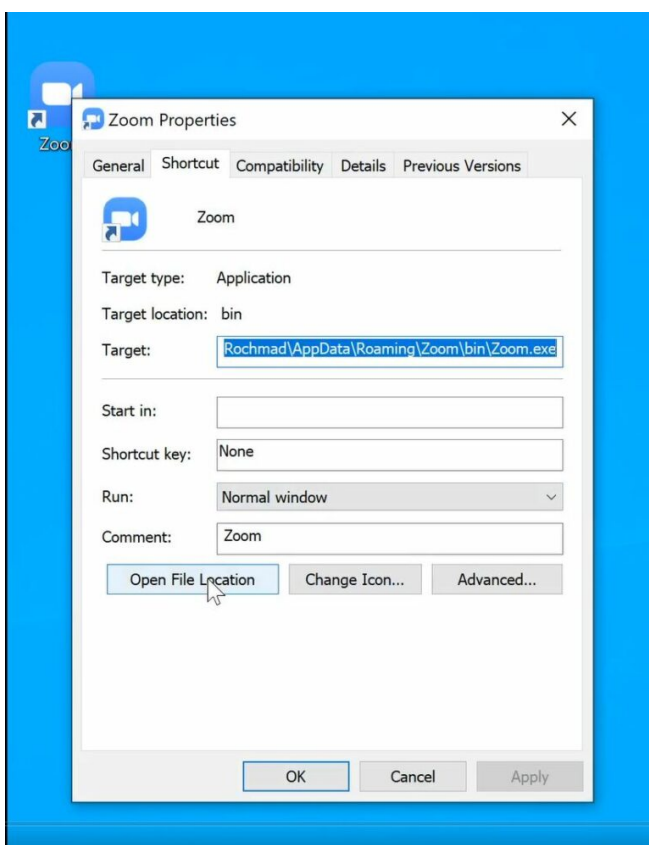 Zoo
Zoom Properties
General Shortcut Compatibility Details Previous Versions
Zoom
Target type: Application
Target location: bin
Target: Rochmad\AppData\Roaming\Zoom\bin\Zoom.exe
Start in:
Shortcut key: None
Run: Normal window
Comment: Zoom
Open File Location Change Icon... Advanced...
OK Cancel Apply